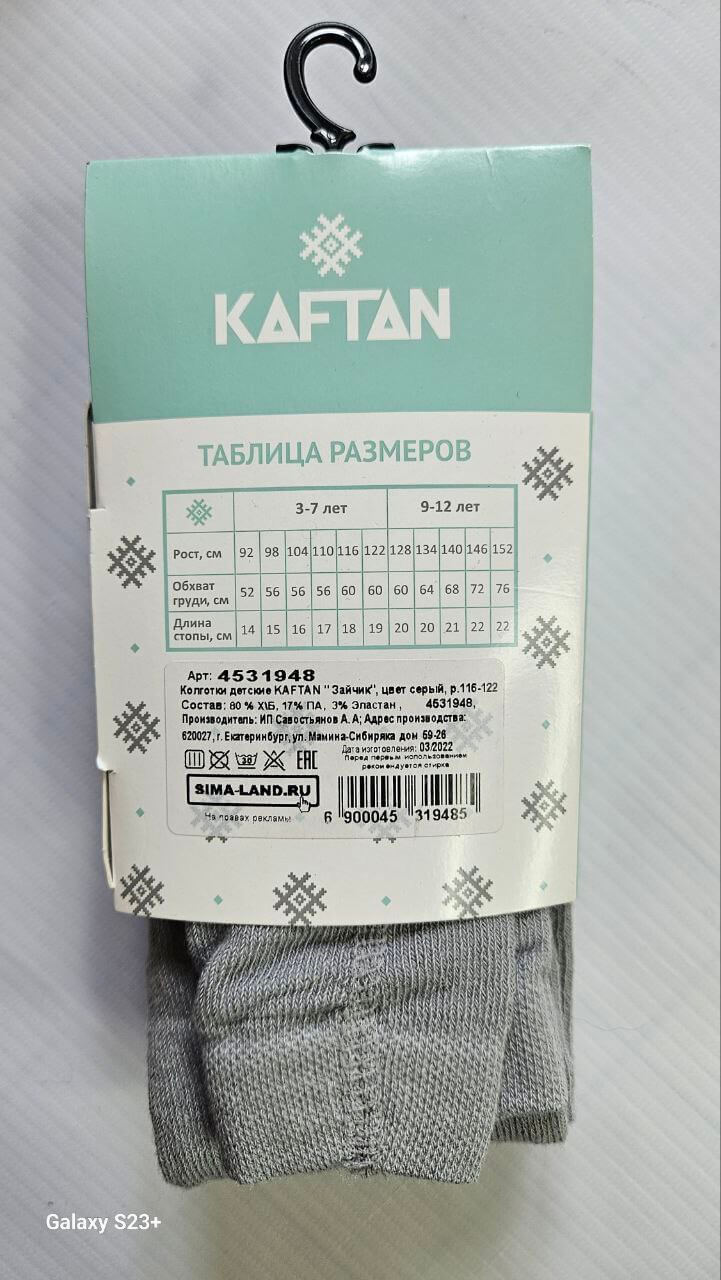 KAFTAN
ТАБЛИЦА РАЗМЕРОВ
3-7 лет 9-12 лет
Рост, см 92 98 104 110 116 122 128 134 140 146 152
Обхват
груди, см 52 56 56 56 60 60 60 64 68 72 76
Длина
стопы, см 14 15 16 17 18 19 20 20 21 22 22
Арт: 4531948
Колготки детские KAFTAN "Зайчик", цвет серый, р.116-122
Состав: 80 % Х\Б, 17% ПА, 3% Эластан , 4531948,
Производитель: ИП Савостьянов А. А; Адрес производства:
620027, г. Екатеринбург, ул. Мамина-Сибиряка дом 59-26
Дата изготовления: 03/2022
Перед первым использованием
рекомендуется стирка
30
EAC
SIMA-LAND.RU
На правах рекламы
6 900045 319485
Galaxy S23+